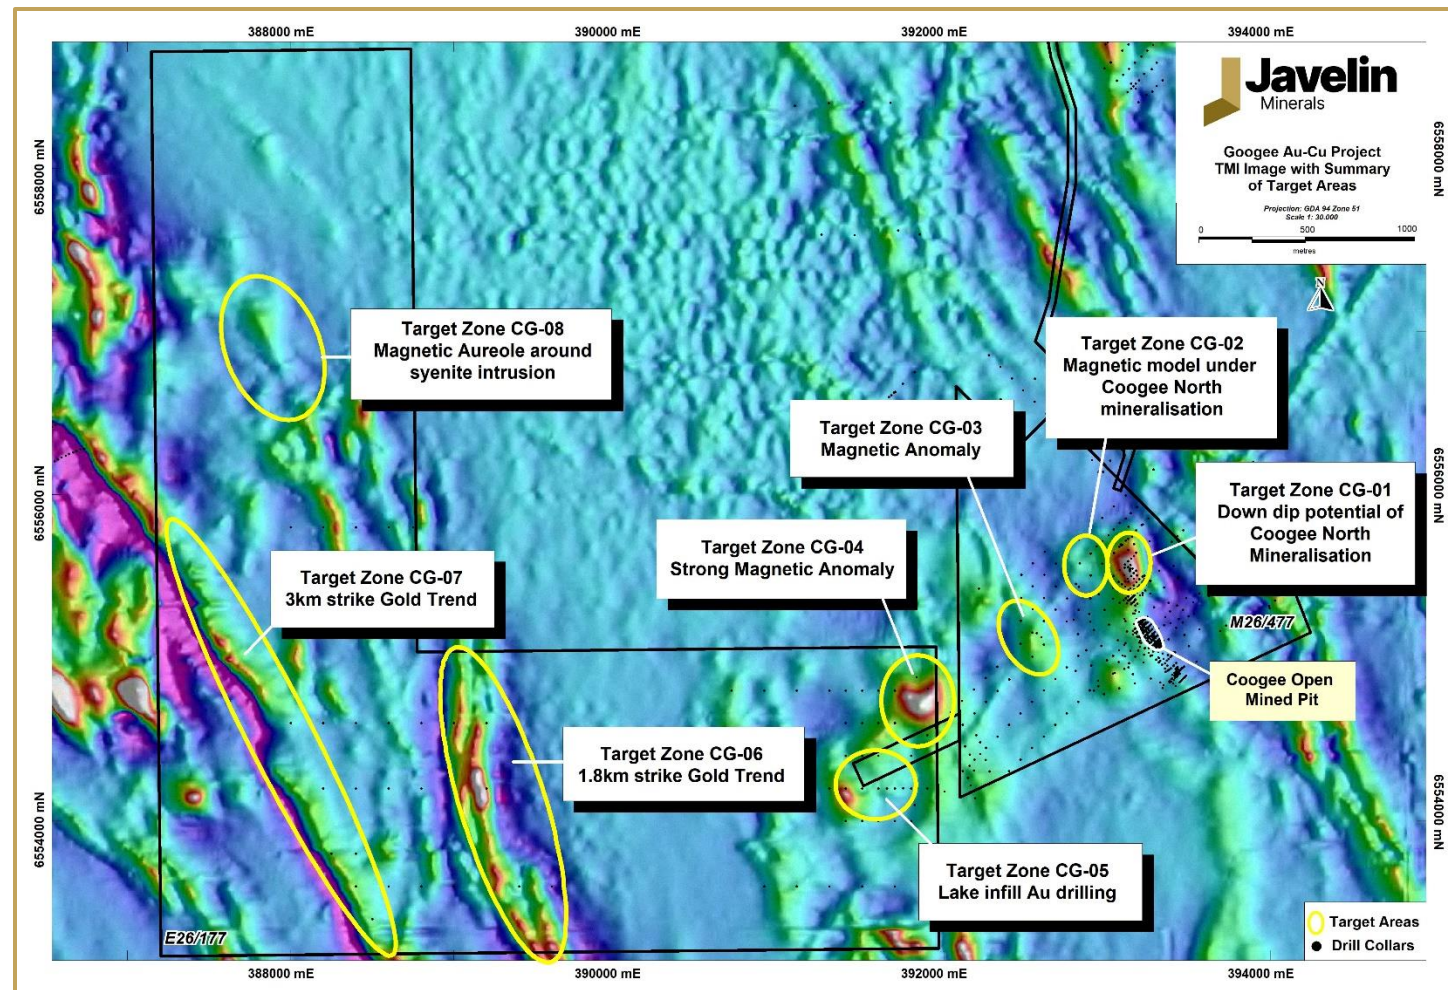 388000 mE
390000 mE
392000 mE
394000 mE
Javelin
Minerals
Googee Au-Cu Project
TMI Image with Summary
of Target Areas
Projection: GDA 94 Zone 51
Scale 1: 30.000
0 500 1000
metres
N
6558000 mN
6558000 mN
Target Zone CG-08
Magnetic Aureole around
syenite intrusion
Target Zone CG-02
Magnetic model under
Coogee North
mineralisation
Target Zone CG-03
Magnetic Anomaly
6556000 mN
6556000 mN
Target Zone CG-01
Down dip potential of
Coogee North
Mineralisation
Target Zone CG-04
Strong Magnetic Anomaly
Target Zone CG-07
3km strike Gold Trend
M26/477
Coogee Open
Mined Pit
Target Zone CG-06
1.8km strike Gold Trend
6554000 mN
6554000 mN
Target Zone CG-05
Lake infill Au drilling
E26/177
Target Areas
Drill Collars
388000 mE
390000 mE
392000 mE
394000 mE